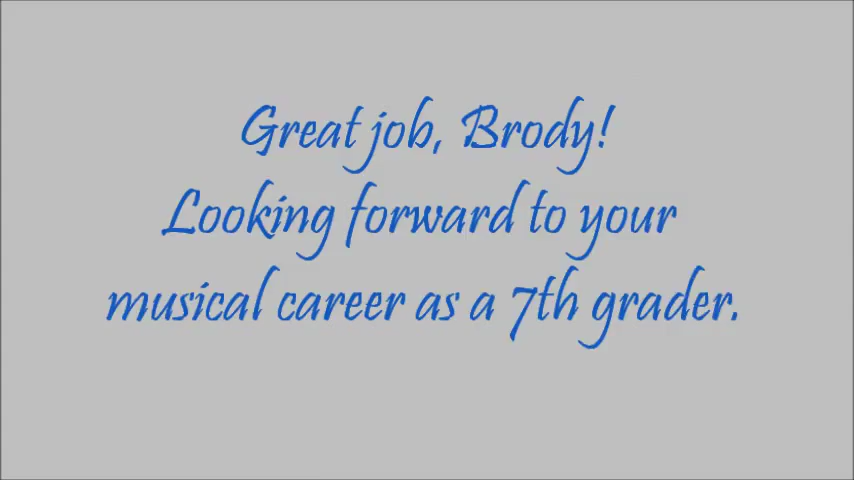 Great job, Brody!
Looking forward to your
musical career as a 7th grader.